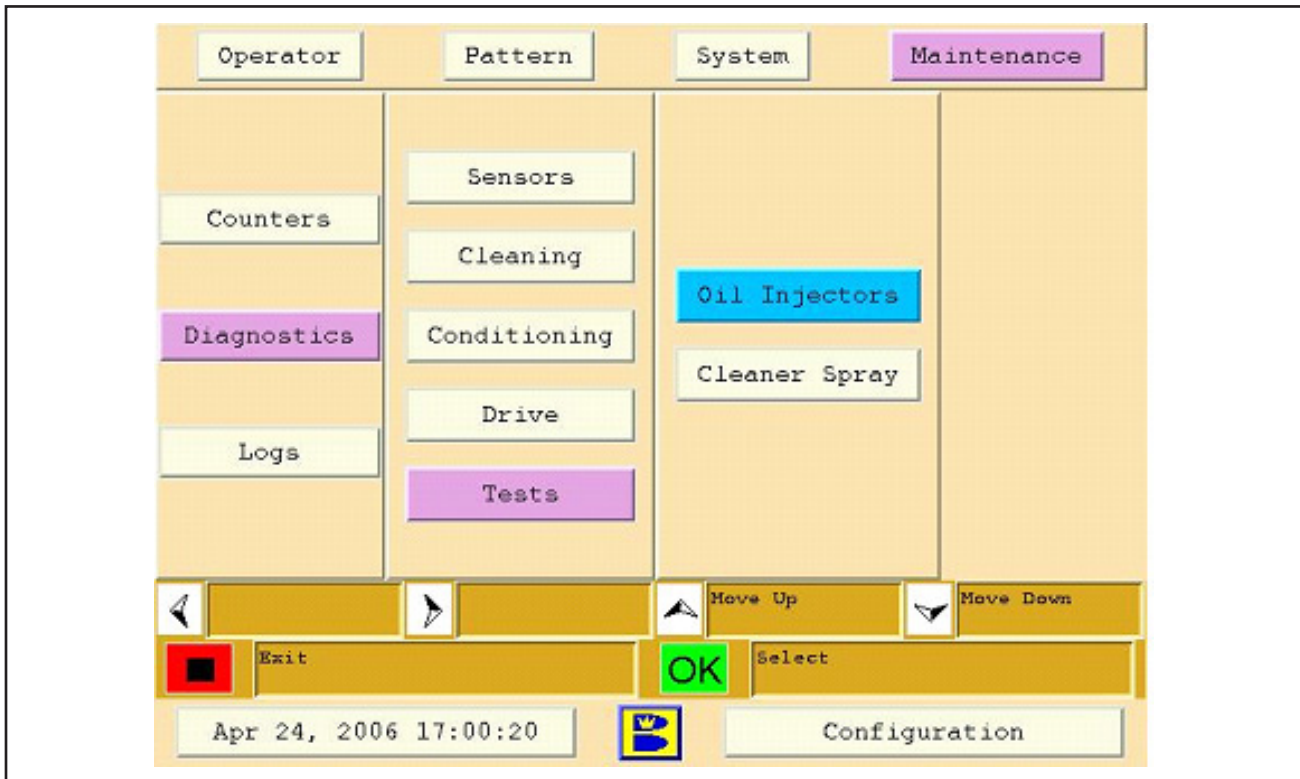 Operator Pattern System Maintenance
Counters
Diagnostics
Logs
Sensors
Cleaning
Conditioning
Drive
Tests
Oil Injectors
Cleaner Spray
Move Up Move Down
Exit OK Select
Apr 24, 2006 17:00:20 Configuration